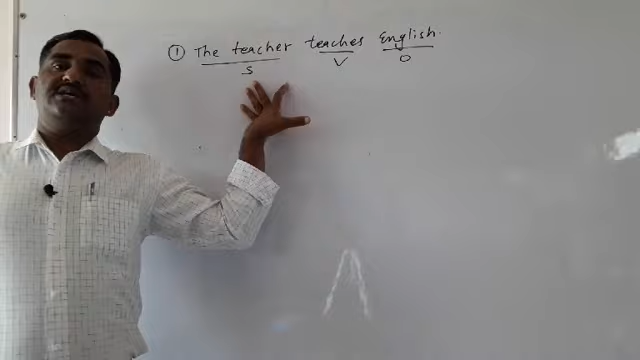 ① The teacher teaches English.
S V O